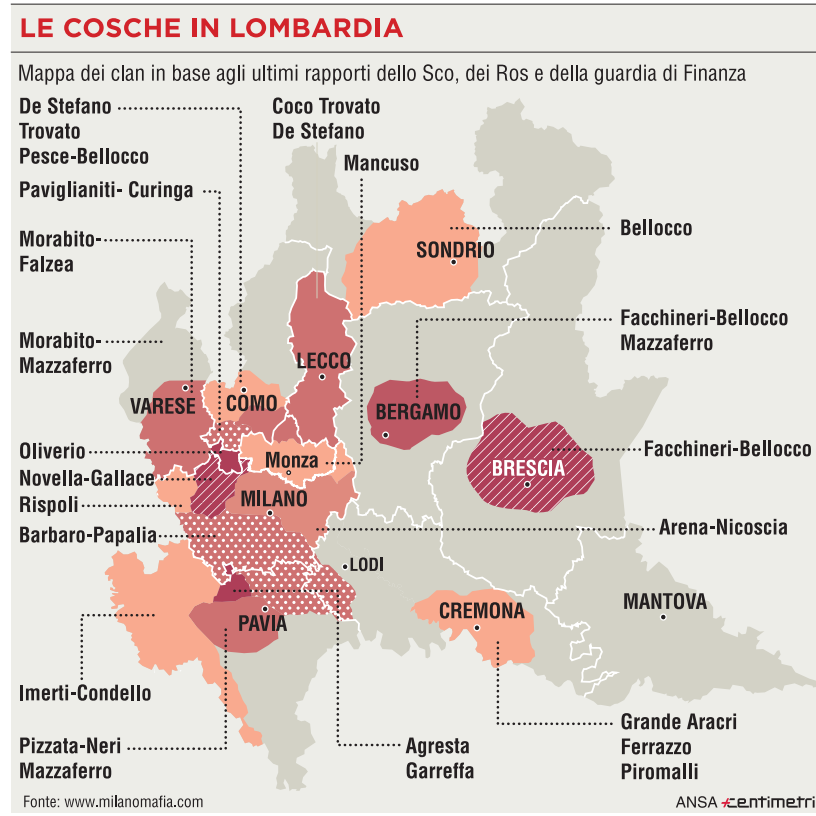 LE COSCHE IN LOMBARDIA
Mappa dei clan in base agli ultimi rapporti dello Sco, dei Ros e della guardia di Finanza
De Stefano
Trovato
Pesce-Bellocco
Coco Trovato
De Stefano
Mancuso
Paviglianiti- Curinga
Morabito-
Falzea
Bellocco
SONDRIO
Morabito-
Mazzaferro
Facchineri-Bellocco
Mazzaferro
LECCO
VARESE
COMO
BERGAMO
Oliverio
Novella-Gallace
Rispoli
Barbaro-Papalia
Monza
MILANO
Facchineri-Bellocco
BRESCIA
Arena-Nicoscia
LODI
PAVIA
CREMONA
MANTOVA
Imerti-Condello
Pizzata-Neri
Mazzaferro
Agresta
Garreffa
Grande Aracri
Ferrazzo
Piromalli
Fonte: www.milanomafia.com
ANSA centimetri